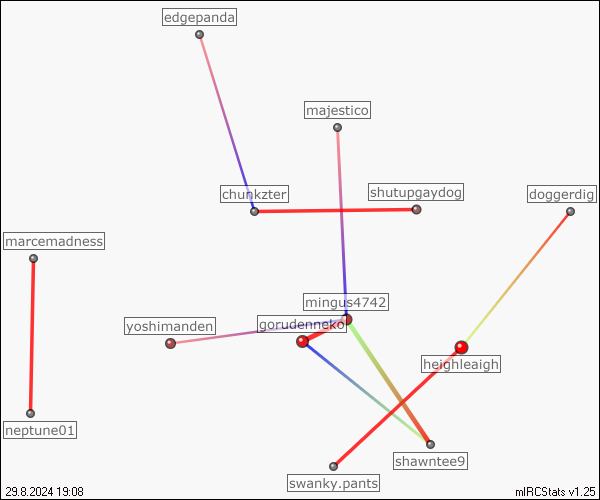 edgepanda
majestico
chunkzter
shutupgaydog
doggerdig
marcemadness
mingus4742
yoshimanden
gorudenneko
heighleaigh
neptune01
shawntee9
swanky.pants
29.8.2024 19:08
mIRCStats v1.25